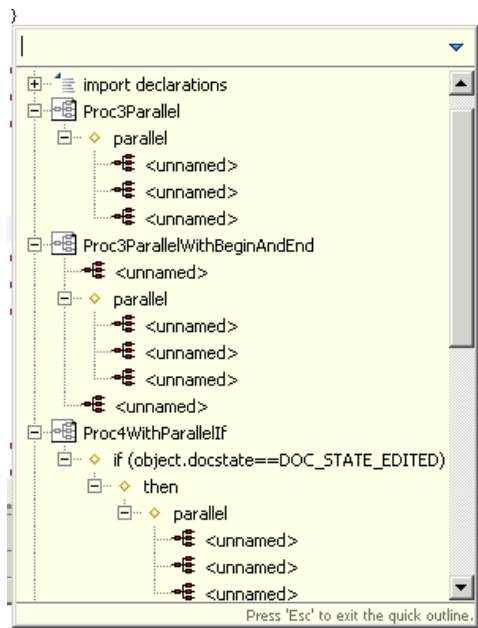 }
import declarations
Proc3Parallel
parallel
<unnamed>
<unnamed>
<unnamed>
Proc3ParallelWithBeginAndEnd
<unnamed>
parallel
<unnamed>
<unnamed>
<unnamed>
<unnamed>
Proc4WithParallelIf
if (object.docstate==DOC_STATE_EDITED)
then
parallel
<unnamed>
<unnamed>
<unnamed>
Press 'Esc' to exit the quick outline.